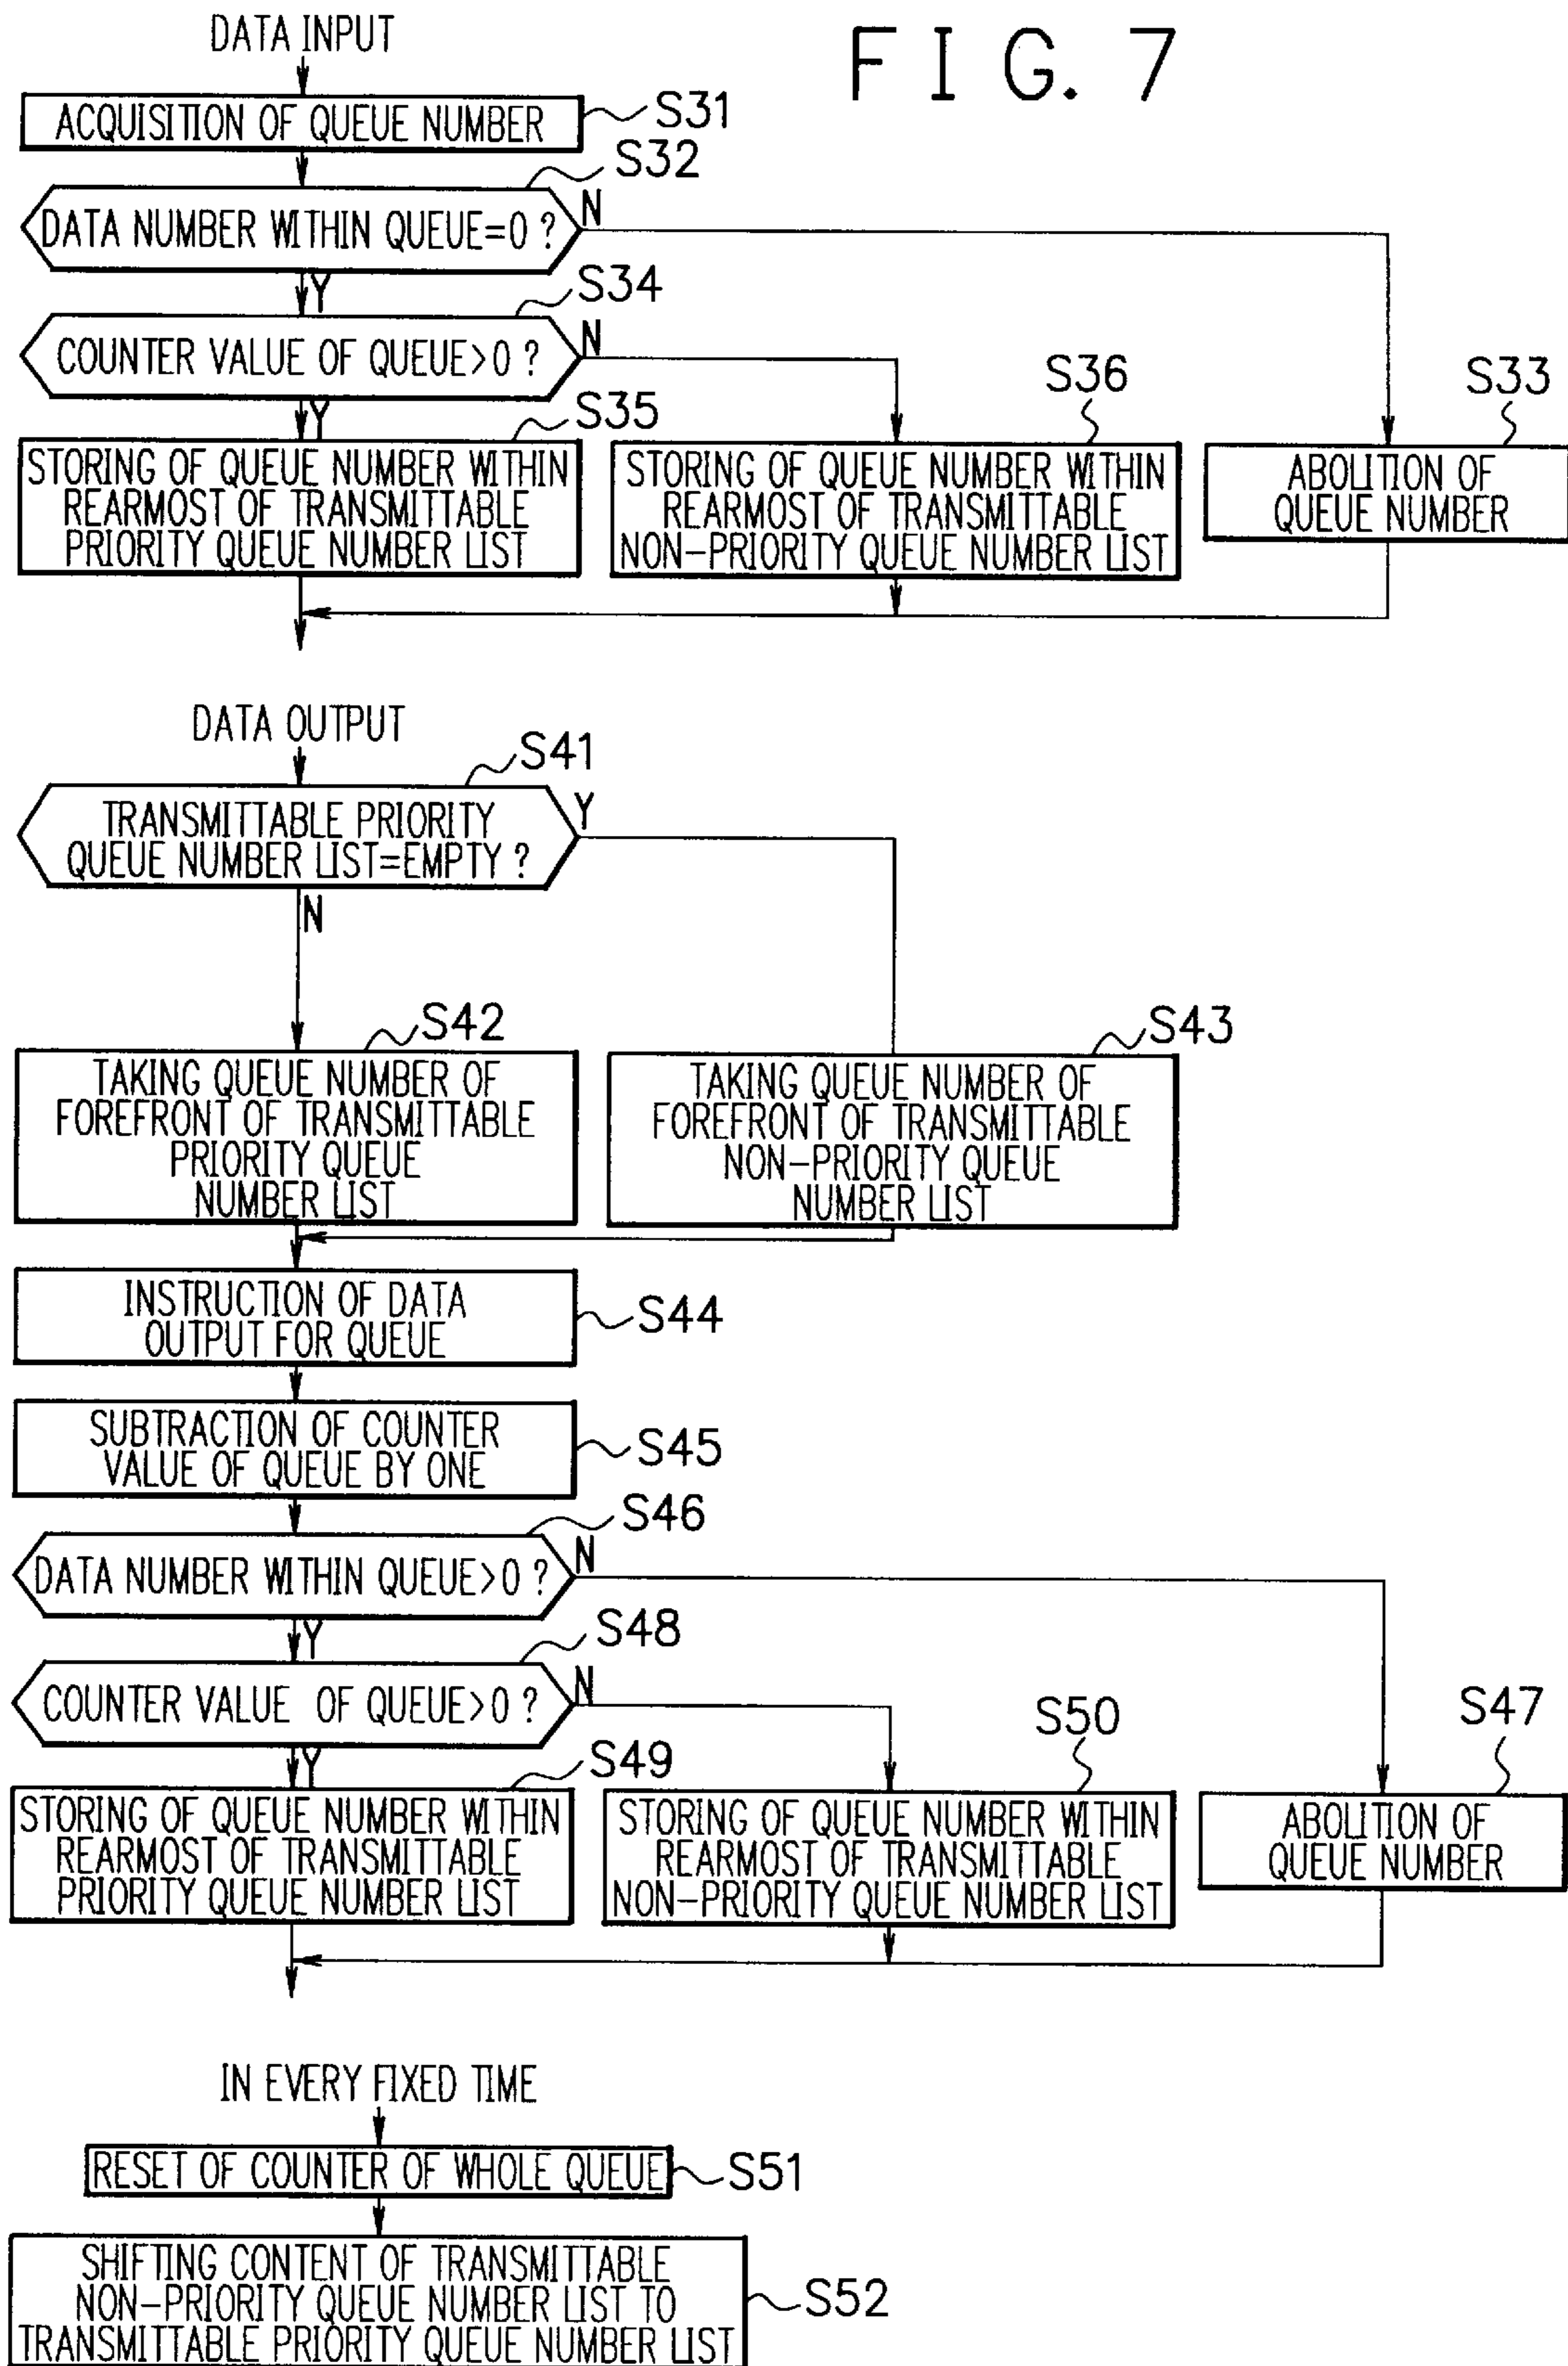 DATA INPUT
F I G. 7
ACQUISITION OF QUEUE NUMBER
S31
S32
DATA NUMBER WITHIN QUEUE=0 ?
N
Y
S34
COUNTER VALUE OF QUEUE>0 ?
N
Y
S35
S36
S33
STORING OF QUEUE NUMBER WITHIN
REARMOST OF TRANSMITTABLE
PRIORITY QUEUE NUMBER LIST
STORING OF QUEUE NUMBER WITHIN
REARMOST OF TRANSMITTABLE
NON-PRIORITY QUEUE NUMBER LIST
ABOLITION OF
QUEUE NUMBER
DATA OUTPUT
S41
TRANSMITTABLE PRIORITY
QUEUE NUMBER LIST=EMPTY ?
Y
N
S42
S43
TAKING QUEUE NUMBER OF
FOREFRONT OF TRANSMITTABLE
PRIORITY QUEUE
NUMBER LIST
TAKING QUEUE NUMBER OF
FOREFRONT OF TRANSMITTABLE
NON-PRIORITY QUEUE
NUMBER LIST
INSTRUCTION OF DATA
OUTPUT FOR QUEUE
S44
SUBTRACTION OF COUNTER
VALUE OF QUEUE BY ONE
S45
S46
DATA NUMBER WITHIN QUEUE>0 ?
N
Y
S48
COUNTER VALUE OF QUEUE>0 ?
N
Y
S49
S50
S47
STORING OF QUEUE NUMBER WITHIN
REARMOST OF TRANSMITTABLE
PRIORITY QUEUE NUMBER LIST
STORING OF QUEUE NUMBER WITHIN
REARMOST OF TRANSMITTABLE
NON-PRIORITY QUEUE NUMBER LIST
ABOLITION OF
QUEUE NUMBER
IN EVERY FIXED TIME
RESET OF COUNTER OF WHOLE QUEUE
S51
SHIFTING CONTENT OF TRANSMITTABLE
NON-PRIORITY QUEUE NUMBER LIST TO
TRANSMITTABLE PRIORITY QUEUE NUMBER LIST
S52